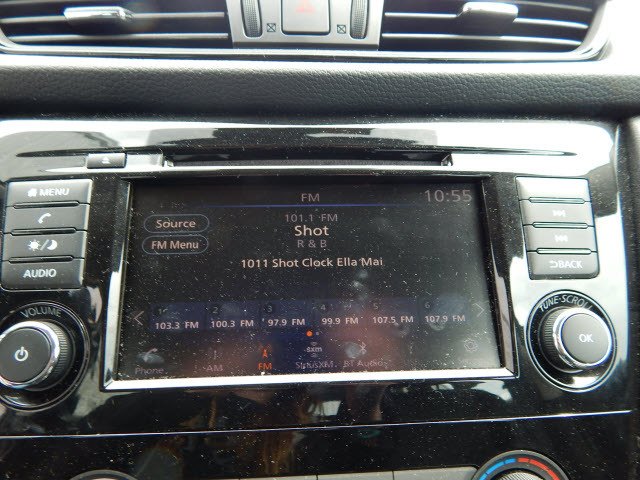 MENU
AUDIO
VOLUME
FM
10:55
Source
FM Menu
101.1 FM
Shot
R & B
1011 Shot Clock Ella Mai
1 2 3 4 5 6
103.3 FM 100.3 FM 97.9 FM 99.9 FM 107.5 FM 107.9 FM
Phone AM FM sxm SiriusXM BT Audio
BACK
TUNE·SCROLL
OK